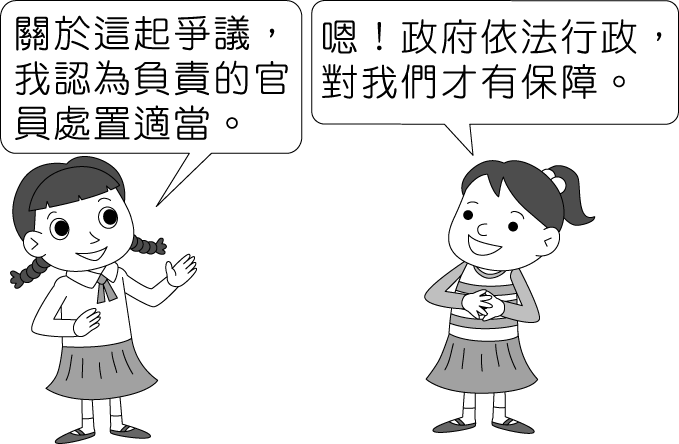 關於這起爭議，
我認為負責的官
員處置適當。
嗯！政府依法行政，
對我們才有保障。